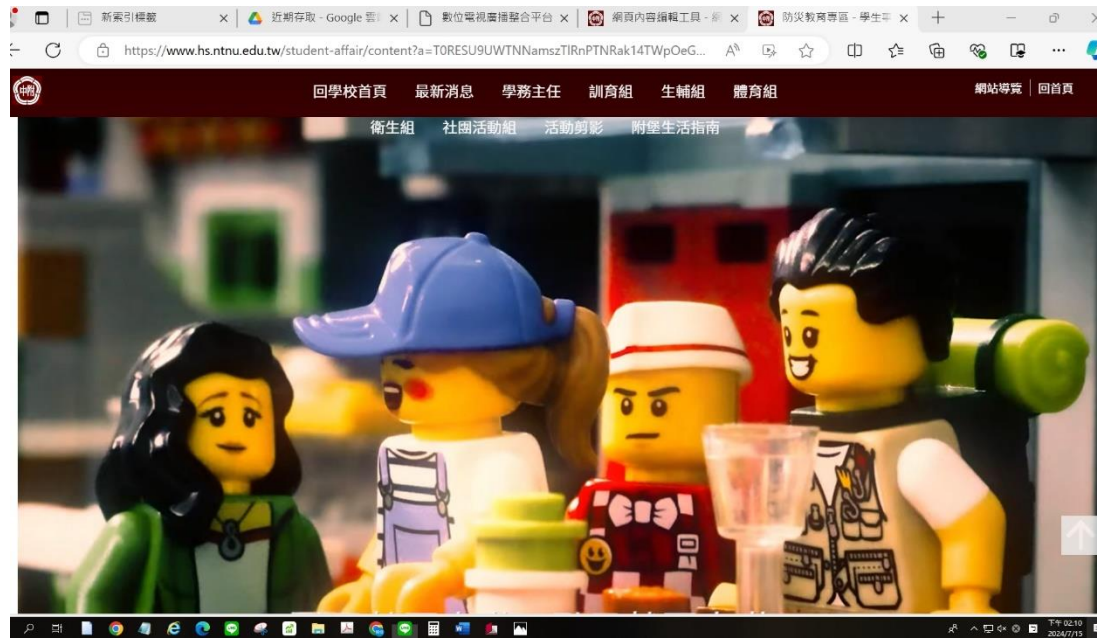 新索引標籤
近期存取 - Google 雲
數位電視廣播整合平台
網頁內容編輯工具 - 網
防災教育專區 - 學生事
https://www.hs.ntnu.edu.tw/student-affair/content?a=T0RESU9UWTNNamszTlRnPTNRak14TWpOeG...
中附
回學校首頁 最新消息 學務主任 訓育組 生輔組 體育組
網站導覽 | 回首頁
衛生組 社團活動組 活動剪影 附堡生活指南
下午 02:10
2024/7/15